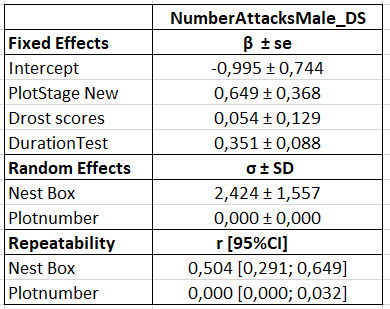 NumberAttacksMale_DS
Fixed Effects β ± se
Intercept -0,995 ± 0,744
PlotStage New 0,649 ± 0,368
Drost scores 0,054 ± 0,129
DurationTest 0,351 ± 0,088
Random Effects σ ± SD
Nest Box 2,424 ± 1,557
Plotnumber 0,000 ± 0,000
Repeatability r [95%CI]
Nest Box 0,504 [0,291; 0,649]
Plotnumber 0,000 [0,000; 0,032]